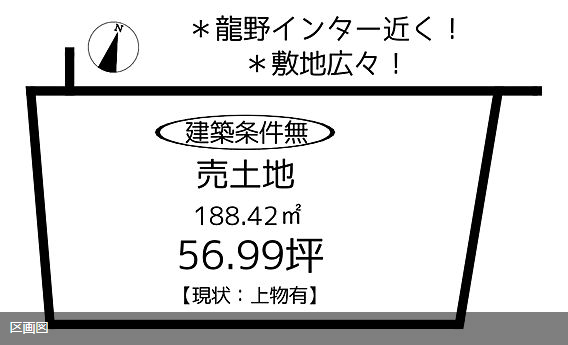 N
＊龍野インター近く！
＊敷地広々！
建築条件無
売土地
188.42㎡
56.99坪
【現状：上物有】
区画図